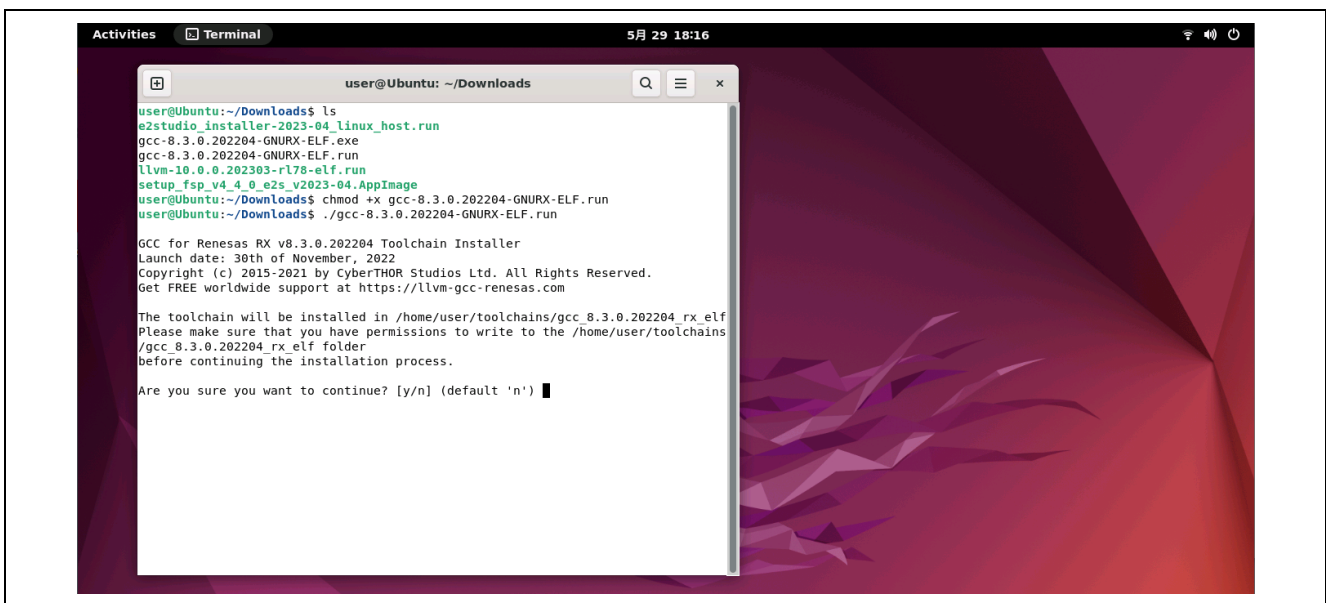 Activities Terminal 5月 29 18:16
user@Ubuntu: ~/Downloads
user@Ubuntu:~/Downloads$ ls
e2studio_installer-2023-04_linux_host.run
gcc-8.3.0.202204-GNURX-ELF.exe
gcc-8.3.0.202204-GNURX-ELF.run
llvm-10.0.0.202303-rl78-elf.run
setup_fsp_v4_4_0_e2s_v2023-04.AppImage
user@Ubuntu:~/Downloads$ chmod +x gcc-8.3.0.202204-GNURX-ELF.run
user@Ubuntu:~/Downloads$ ./gcc-8.3.0.202204-GNURX-ELF.run
GCC for Renesas RX v8.3.0.202204 Toolchain Installer
Launch date: 30th of November, 2022
Copyright (c) 2015-2021 by CyberTHOR Studios Ltd. All Rights Reserved.
Get FREE worldwide support at https://llvm-gcc-renesas.com
The toolchain will be installed in /home/user/toolchains/gcc_8.3.0.202204_rx_elf
Please make sure that you have permissions to write to the /home/user/toolchains
/gcc_8.3.0.202204_rx_elf folder
before continuing the installation process.
Are you sure you want to continue? [y/n] (default 'n')